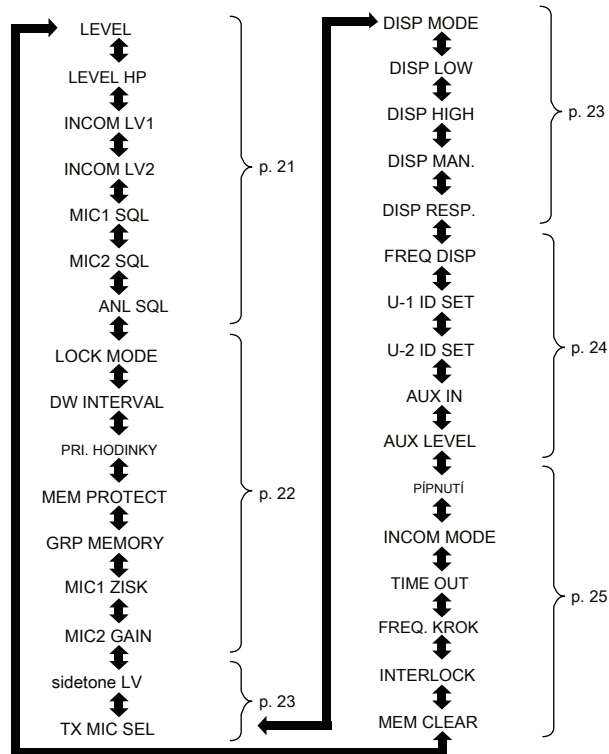 LEVEL
LEVEL HP
INCOM LV1
INCOM LV2
MIC1 SQL
MIC2 SQL
ANL SQL
p. 21
LOCK MODE
DW INTERVAL
PRI. HODINKY
MEM PROTECT
GRP MEMORY
MIC1 ZISK
MIC2 GAIN
p. 22
sidetone LV
TX MIC SEL
p. 23
DISP MODE
DISP LOW
DISP HIGH
DISP MAN.
DISP RESP.
p. 23
FREQ DISP
U-1 ID SET
U-2 ID SET
AUX IN
AUX LEVEL
p. 24
PÍPNUTÍ
INCOM MODE
TIME OUT
FREQ. KROK
INTERLOCK
MEM CLEAR
p. 25